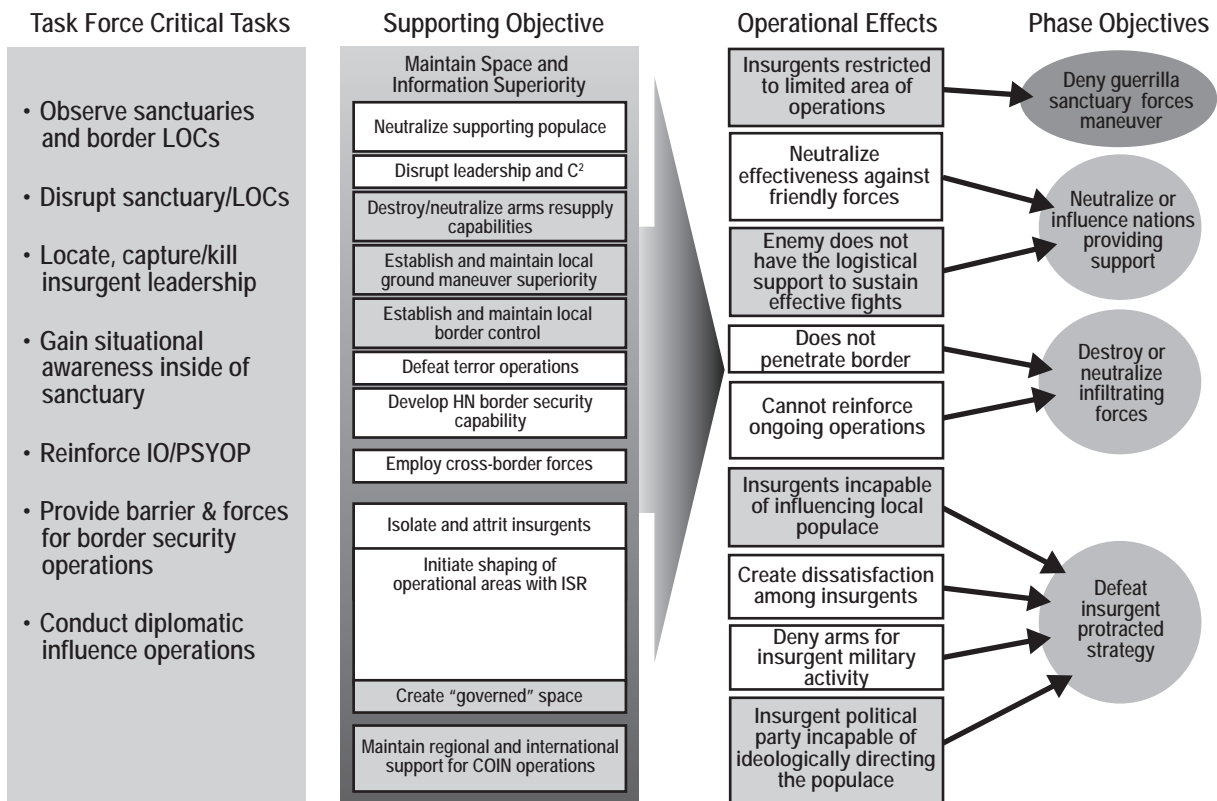 Task Force Critical Tasks
• Observe sanctuaries
and border LOCs
• Disrupt sanctuary/LOCs
• Locate, capture/kill
insurgent leadership
• Gain situational
awareness inside of
sanctuary
• Reinforce IO/PSYOP
• Provide barrier & forces
for border security
operations
• Conduct diplomatic
influence operations
Supporting Objective
Maintain Space and
Information Superiority
Neutralize supporting populace
Disrupt leadership and C²
Destroy/neutralize arms resupply
capabilities
Establish and maintain local
ground maneuver superiority
Establish and maintain local
border control
Defeat terror operations
Develop HN border security
capability
Employ cross-border forces
Isolate and attrit insurgents
Initiate shaping of
operational areas with ISR
Create “governed” space
Maintain regional and international
support for COIN operations
Operational Effects
Insurgents restricted
to limited area of
operations
Neutralize
effectiveness against
friendly forces
Enemy does not
have the logistical
support to sustain
effective fights
Does not
penetrate border
Cannot reinforce
ongoing operations
Insurgents incapable
of influencing local
populace
Create dissatisfaction
among insurgents
Deny arms for
insurgent military
activity
Insurgent political
party incapable of
ideologically directing
the populace
Phase Objectives
Deny guerrilla
sanctuary forces
maneuver
Neutralize or
influence nations
providing
support
Destroy or
neutralize
infiltrating
forces
Defeat
insurgent
protracted
strategy